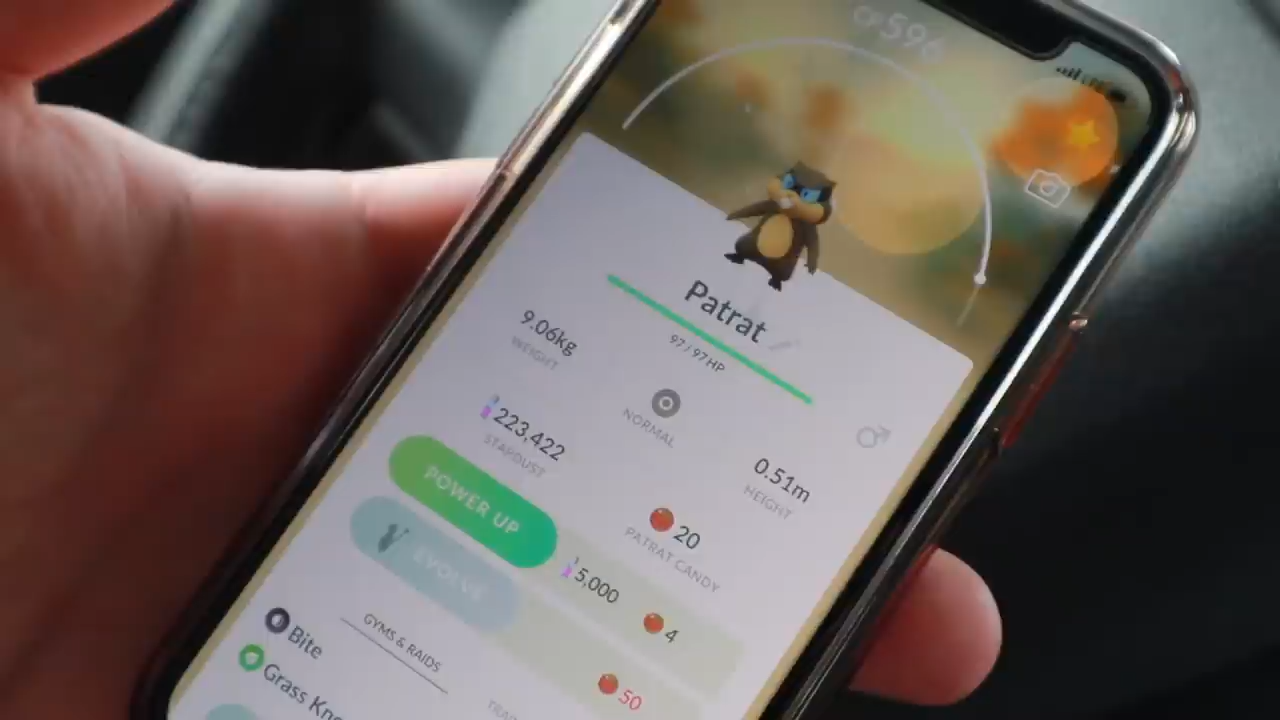 CP596
Patrat
97 / 97 HP
9.06kg
WEIGHT
NORMAL
0.51m
HEIGHT
223,422
STARDUST
20
PATRAT CANDY
POWER UP
5,000
4
EVOLVE
50
GYMS & RAIDS
Bite
Grass